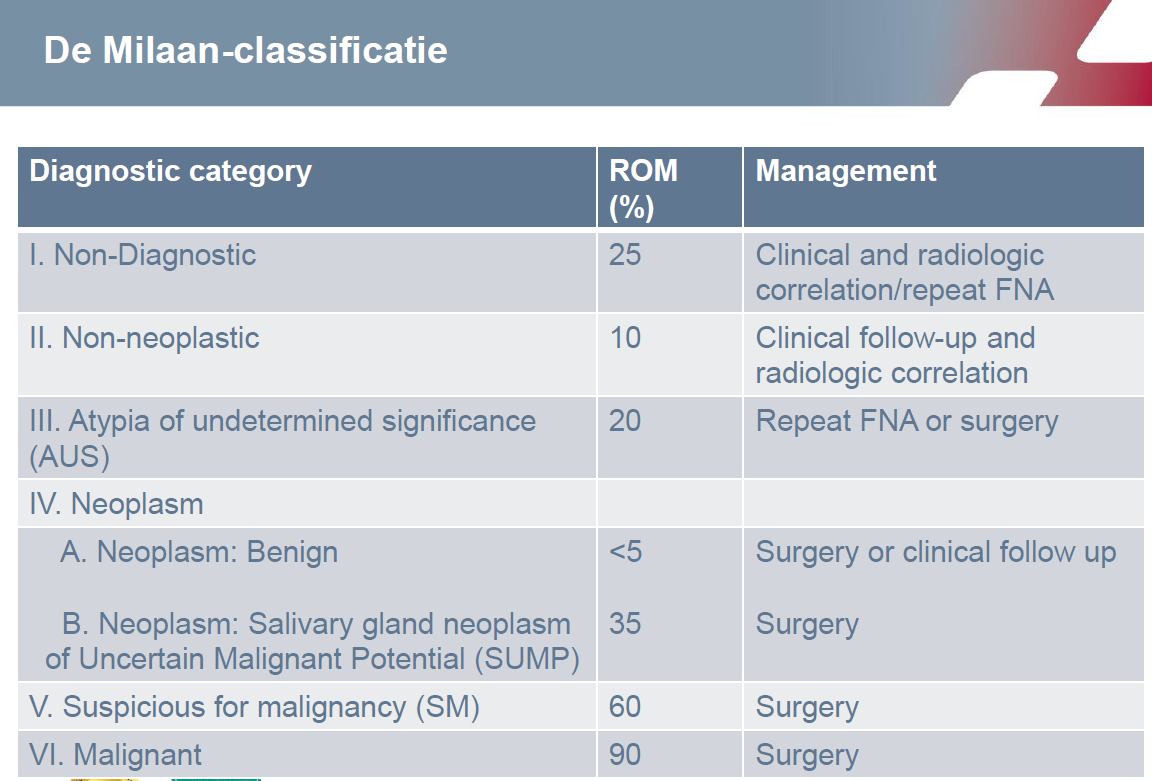 De Milaan-classificatie
Diagnostic category ROM Management
(%)
I. Non-Diagnostic 25 Clinical and radiologic
correlation/repeat FNA
II. Non-neoplastic 10 Clinical follow-up and
radiologic correlation
III. Atypia of undetermined significance 20 Repeat FNA or surgery
(AUS)
IV. Neoplasm
A. Neoplasm: Benign <5 Surgery or clinical follow up
B. Neoplasm: Salivary gland neoplasm 35 Surgery
of Uncertain Malignant Potential (SUMP)
V. Suspicious for malignancy (SM) 60 Surgery
VI. Malignant 90 Surgery